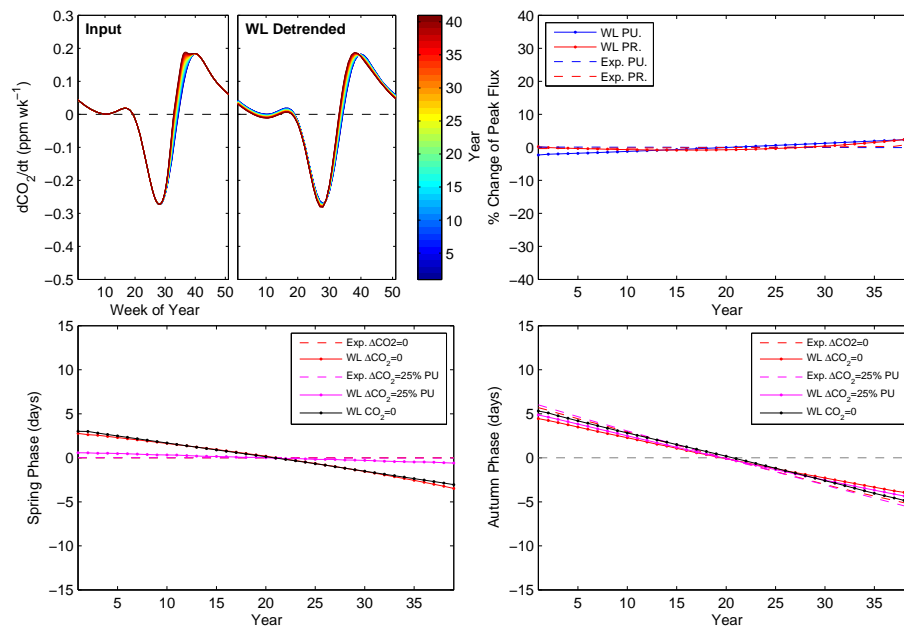 Input
WL Detrended
0.3
0.2
0.1
0
−0.1
−0.2
−0.3
−0.4
−0.5
dCO2/dt (ppm wk−1)
1 10 20 30 40 50
1 10 20 30 40 50
Week of Year
40
35
30
25
20
15
10
5
Year
WL PU.
WL PR.
Exp. PU.
Exp. PR.
40
30
20
10
0
−10
−20
−30
−40
% Change of Peak Flux
5 10 15 20 25 30 35
Year
Exp. ΔCO2=0
WL ΔCO2=0
Exp. ΔCO2=25% PU
WL ΔCO2=25% PU
WL CO2=0
15
10
5
0
−5
−10
−15
Spring Phase (days)
5 10 15 20 25 30 35
Year
Exp. ΔCO2=0
WL ΔCO2=0
Exp. ΔCO2=25% PU
WL ΔCO2=25% PU
WL CO2=0
15
10
5
0
−5
−10
−15
Autumn Phase (days)
5 10 15 20 25 30 35
Year